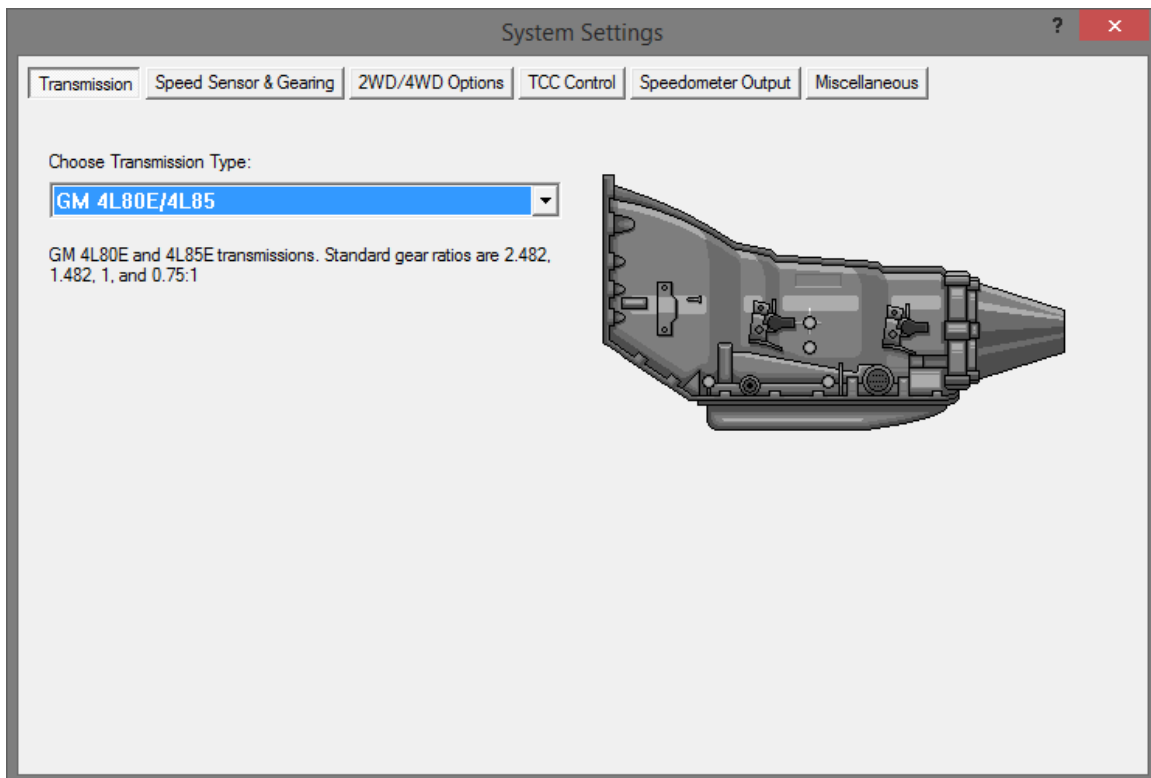 System Settings
?
Transmission
Speed Sensor & Gearing
2WD/4WD Options
TCC Control
Speedometer Output
Miscellaneous
Choose Transmission Type:
GM 4L80E/4L85
GM 4L80E and 4L85E transmissions. Standard gear ratios are 2.482,
1.482, 1, and 0.75:1